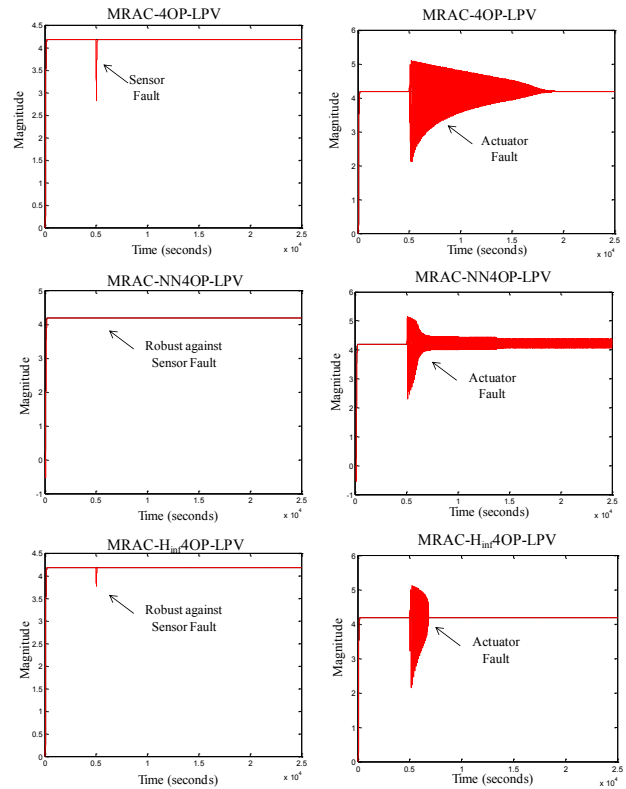 MRAC-4OP-LPV
4.5
4
3.5
3
2.5
2
1.5
1
0.5
0
Magnitude
Sensor
Fault
0 0.5 1 1.5 2 2.5
Time (seconds)
x 10^4
MRAC-4OP-LPV
6
5
4
3
2
1
0
Magnitude
Actuator
Fault
0 0.5 1 1.5 2 2.5
Time (seconds)
x 10^4
MRAC-NN4OP-LPV
5
4
3
2
1
0
-1
Magnitude
Robust against
Sensor Fault
0 0.5 1 1.5 2 2.5
Time (seconds)
x 10^4
MRAC-NN4OP-LPV
6
5
4
3
2
1
0
-1
Magnitude
Actuator
Fault
0 0.5 1 1.5 2 2.5
Time (seconds)
x 10^4
MRAC-H_inf4OP-LPV
4.5
4
3.5
3
2.5
2
1.5
1
0.5
0
Magnitude
Robust against
Sensor Fault
0 0.5 1 1.5 2 2.5
Time (seconds)
x 10^4
MRAC-H_inf4OP-LPV
6
5
4
3
2
1
0
Magnitude
Actuator
Fault
0 0.5 1 1.5 2 2.5
Time (seconds)
x 10^4